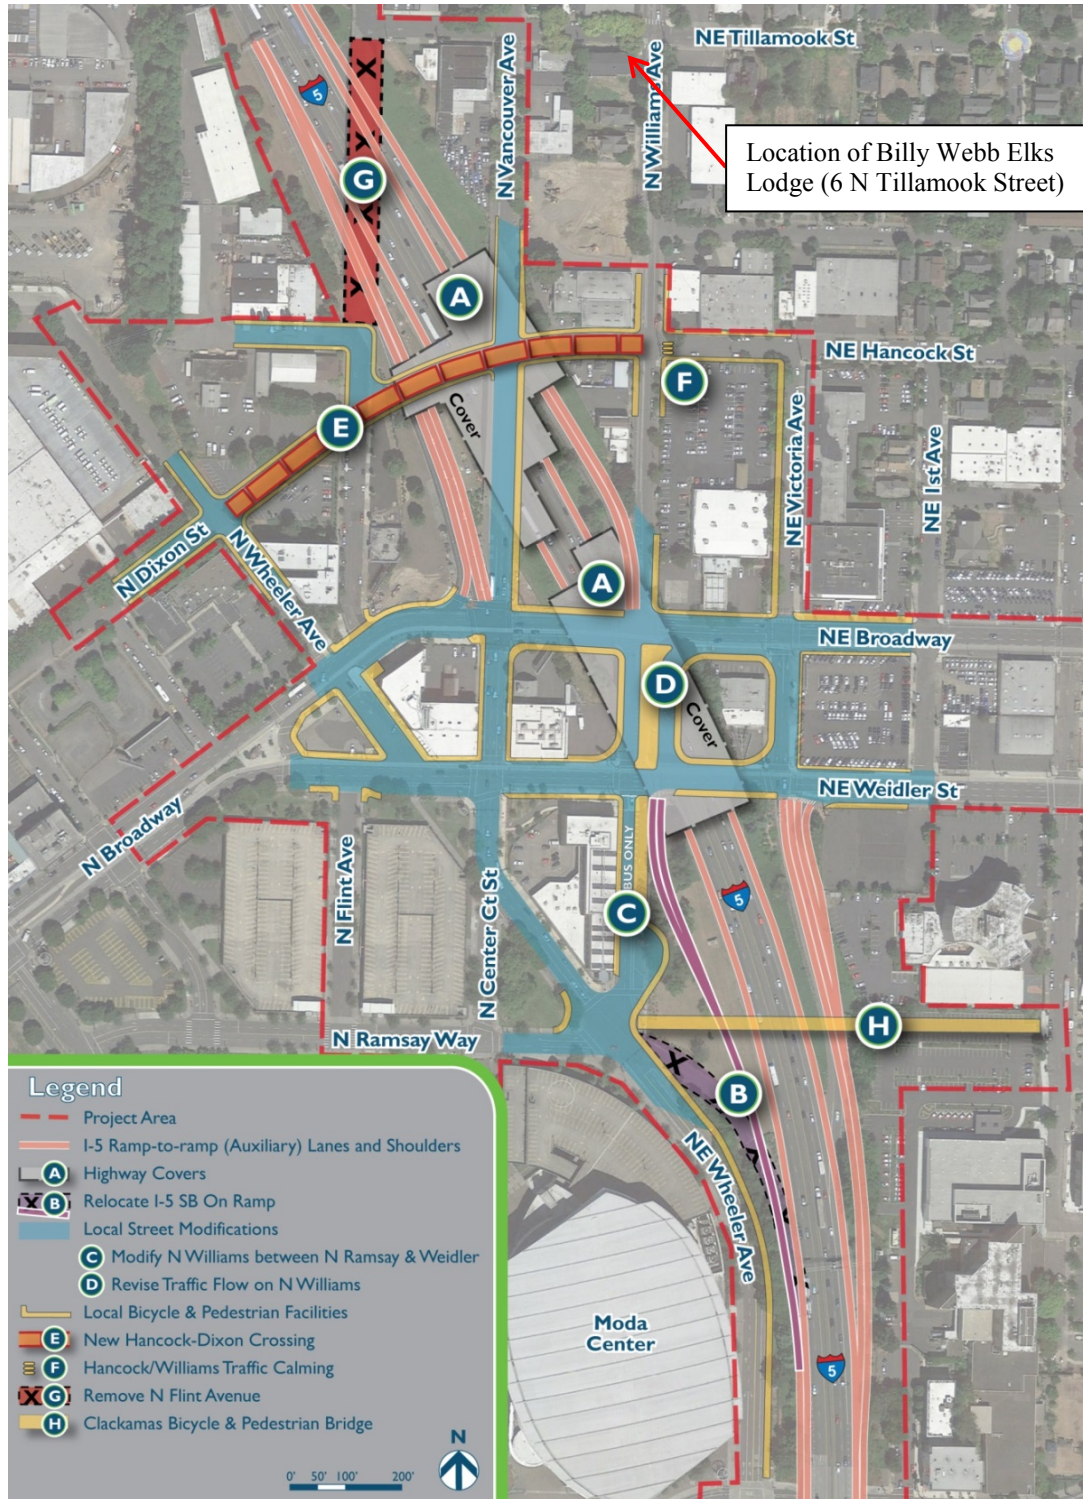 NE Tillamook St
N Vancouver Ave
N Williams Ave
5
Location of Billy Webb Elks
Lodge (6 N Tillamook Street)
G
A
NE Hancock St
F
Cover
E
NE Victoria Ave
NE 1st Ave
N Dixon St
N Wheeler Ave
A
NE Broadway
D
Cover
NE Weidler St
N Broadway
N Flint Ave
BUS ONLY
5
C
N Center Ct St
N Ramsay Way
H
B
NE Wheeler Ave
Moda
Center
5
Legend
Project Area
I-5 Ramp-to-ramp (Auxiliary) Lanes and Shoulders
A Highway Covers
X B Relocate I-5 SB On Ramp
Local Street Modifications
C Modify N Williams between N Ramsay & Weidler
D Revise Traffic Flow on N Williams
Local Bicycle & Pedestrian Facilities
E New Hancock-Dixon Crossing
F Hancock/Williams Traffic Calming
X G Remove N Flint Avenue
H Clackamas Bicycle & Pedestrian Bridge
N
0' 50' 100' 200'